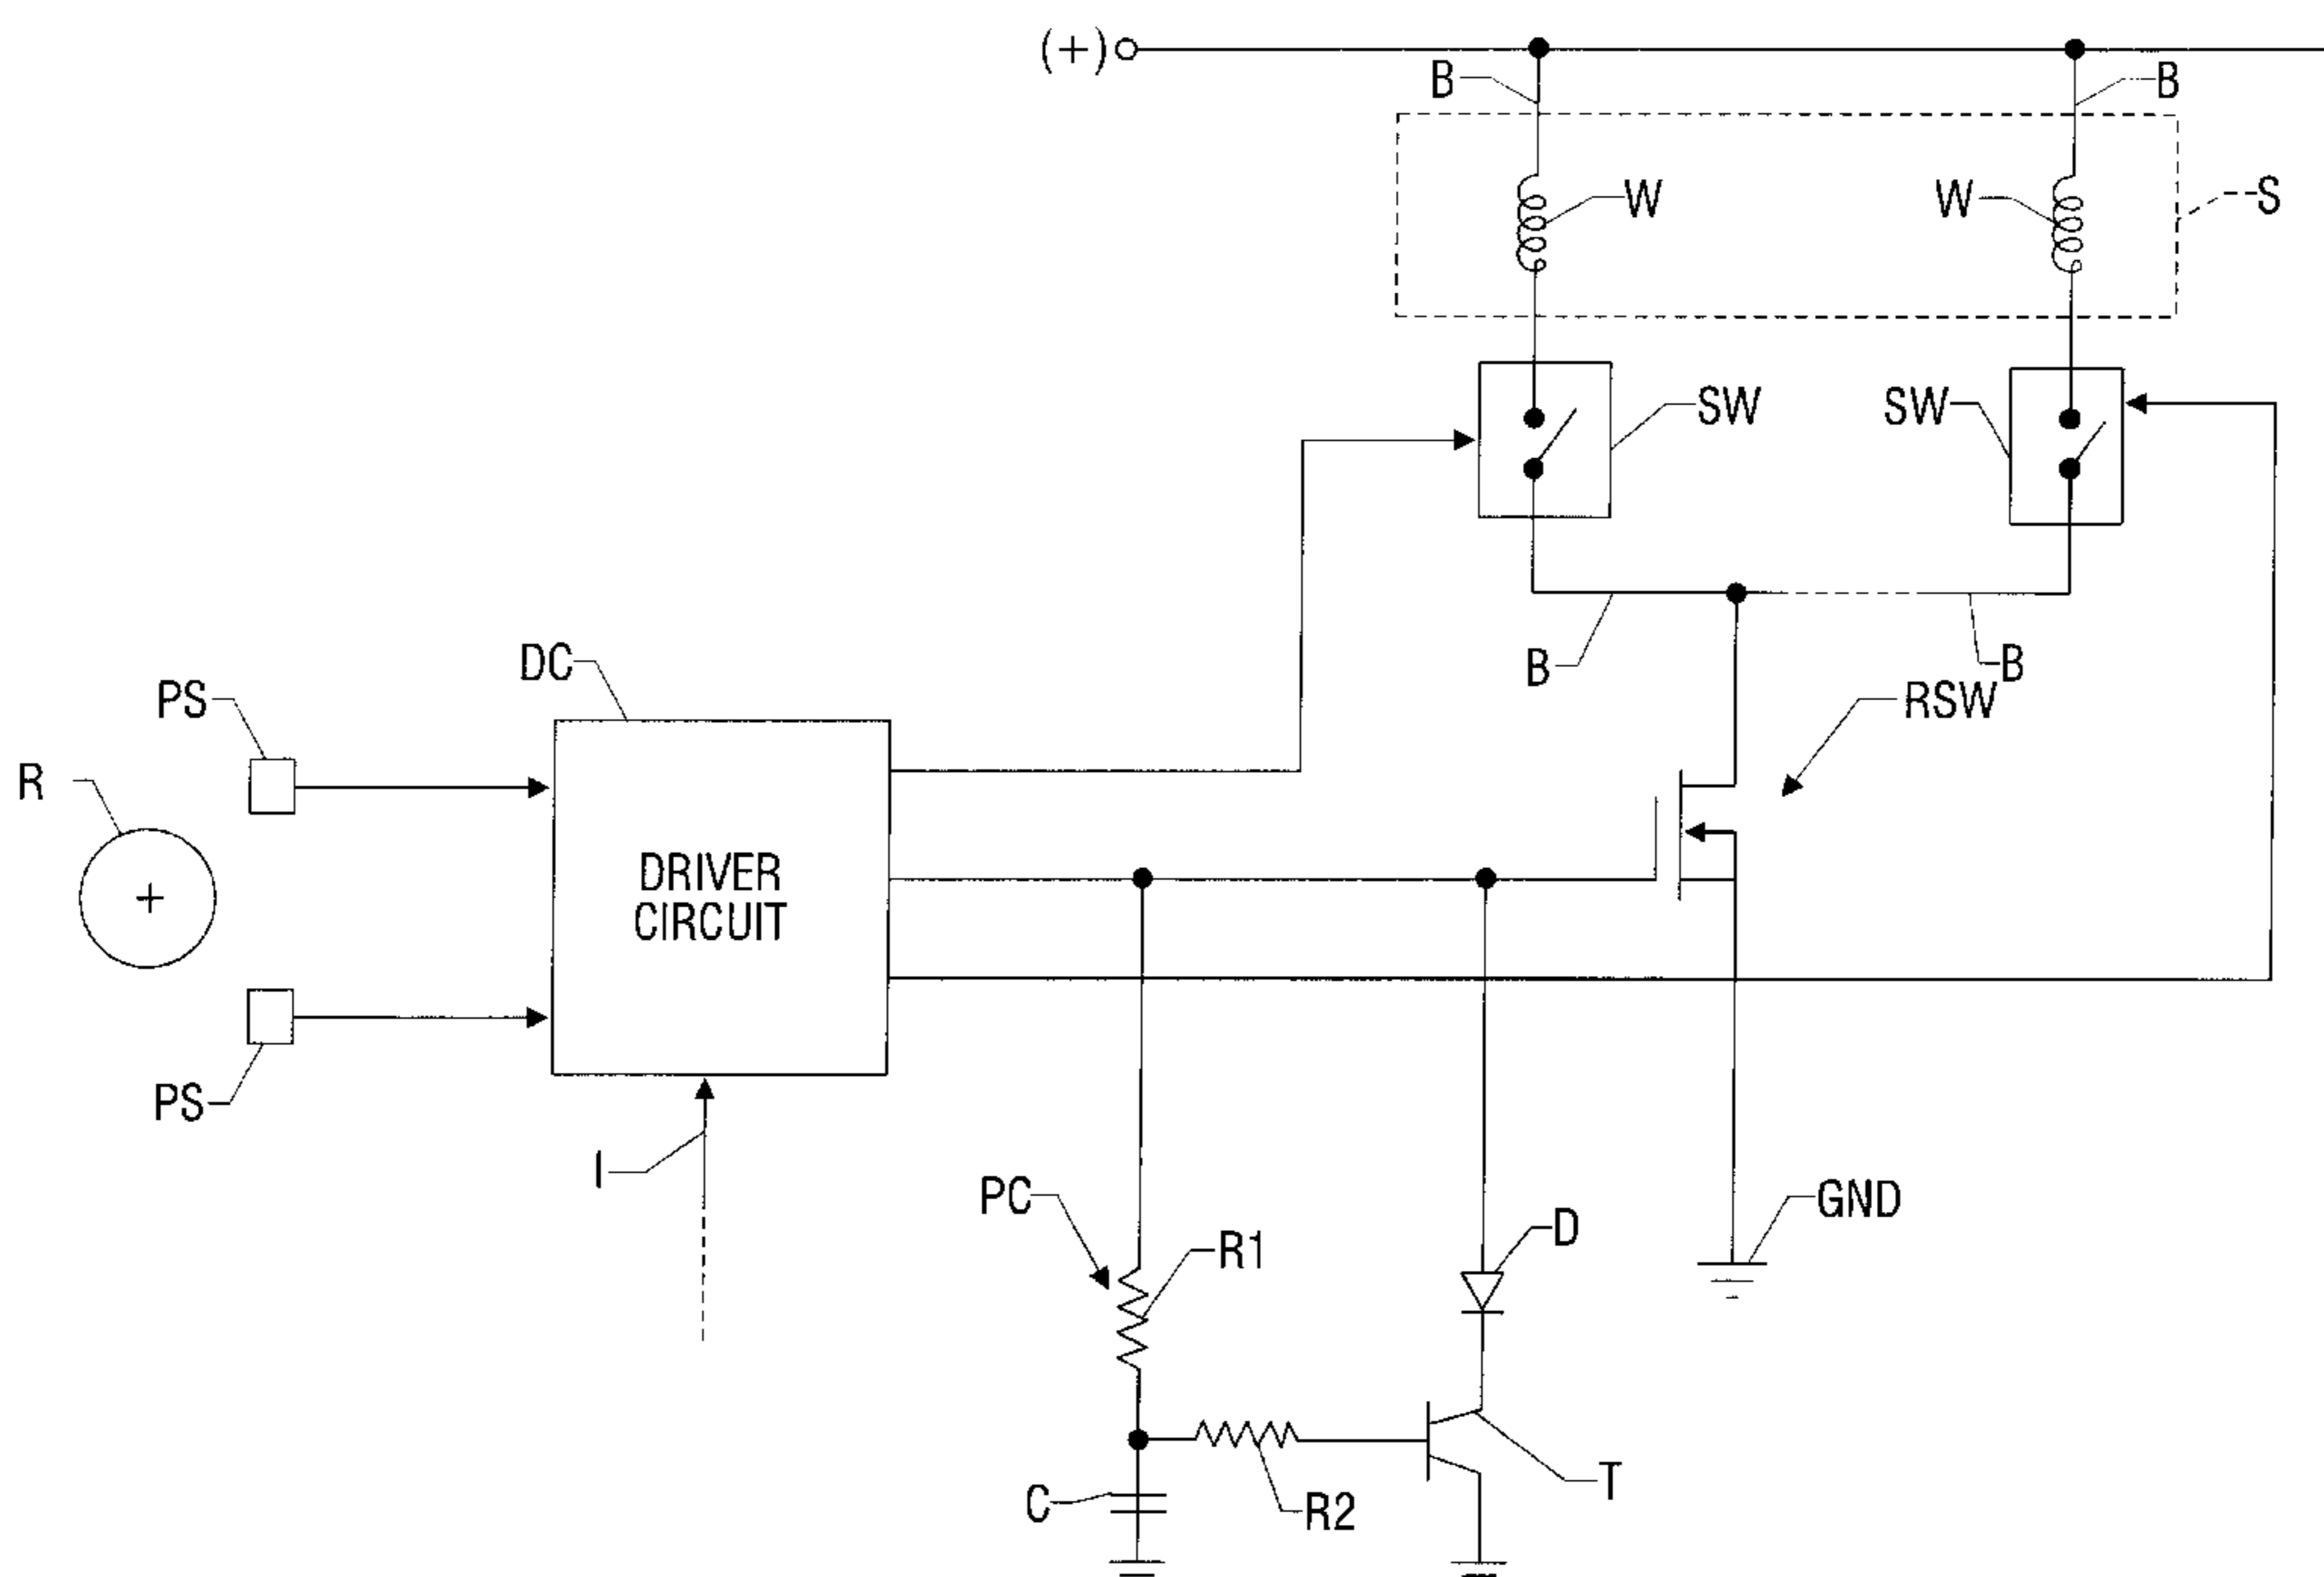 (+)
B
B
W
W
S
SW
SW
B
B
DC
PS
RSW
R
DRIVER
CIRCUIT
PS
I
PC
R1
D
GND
C
R2
T